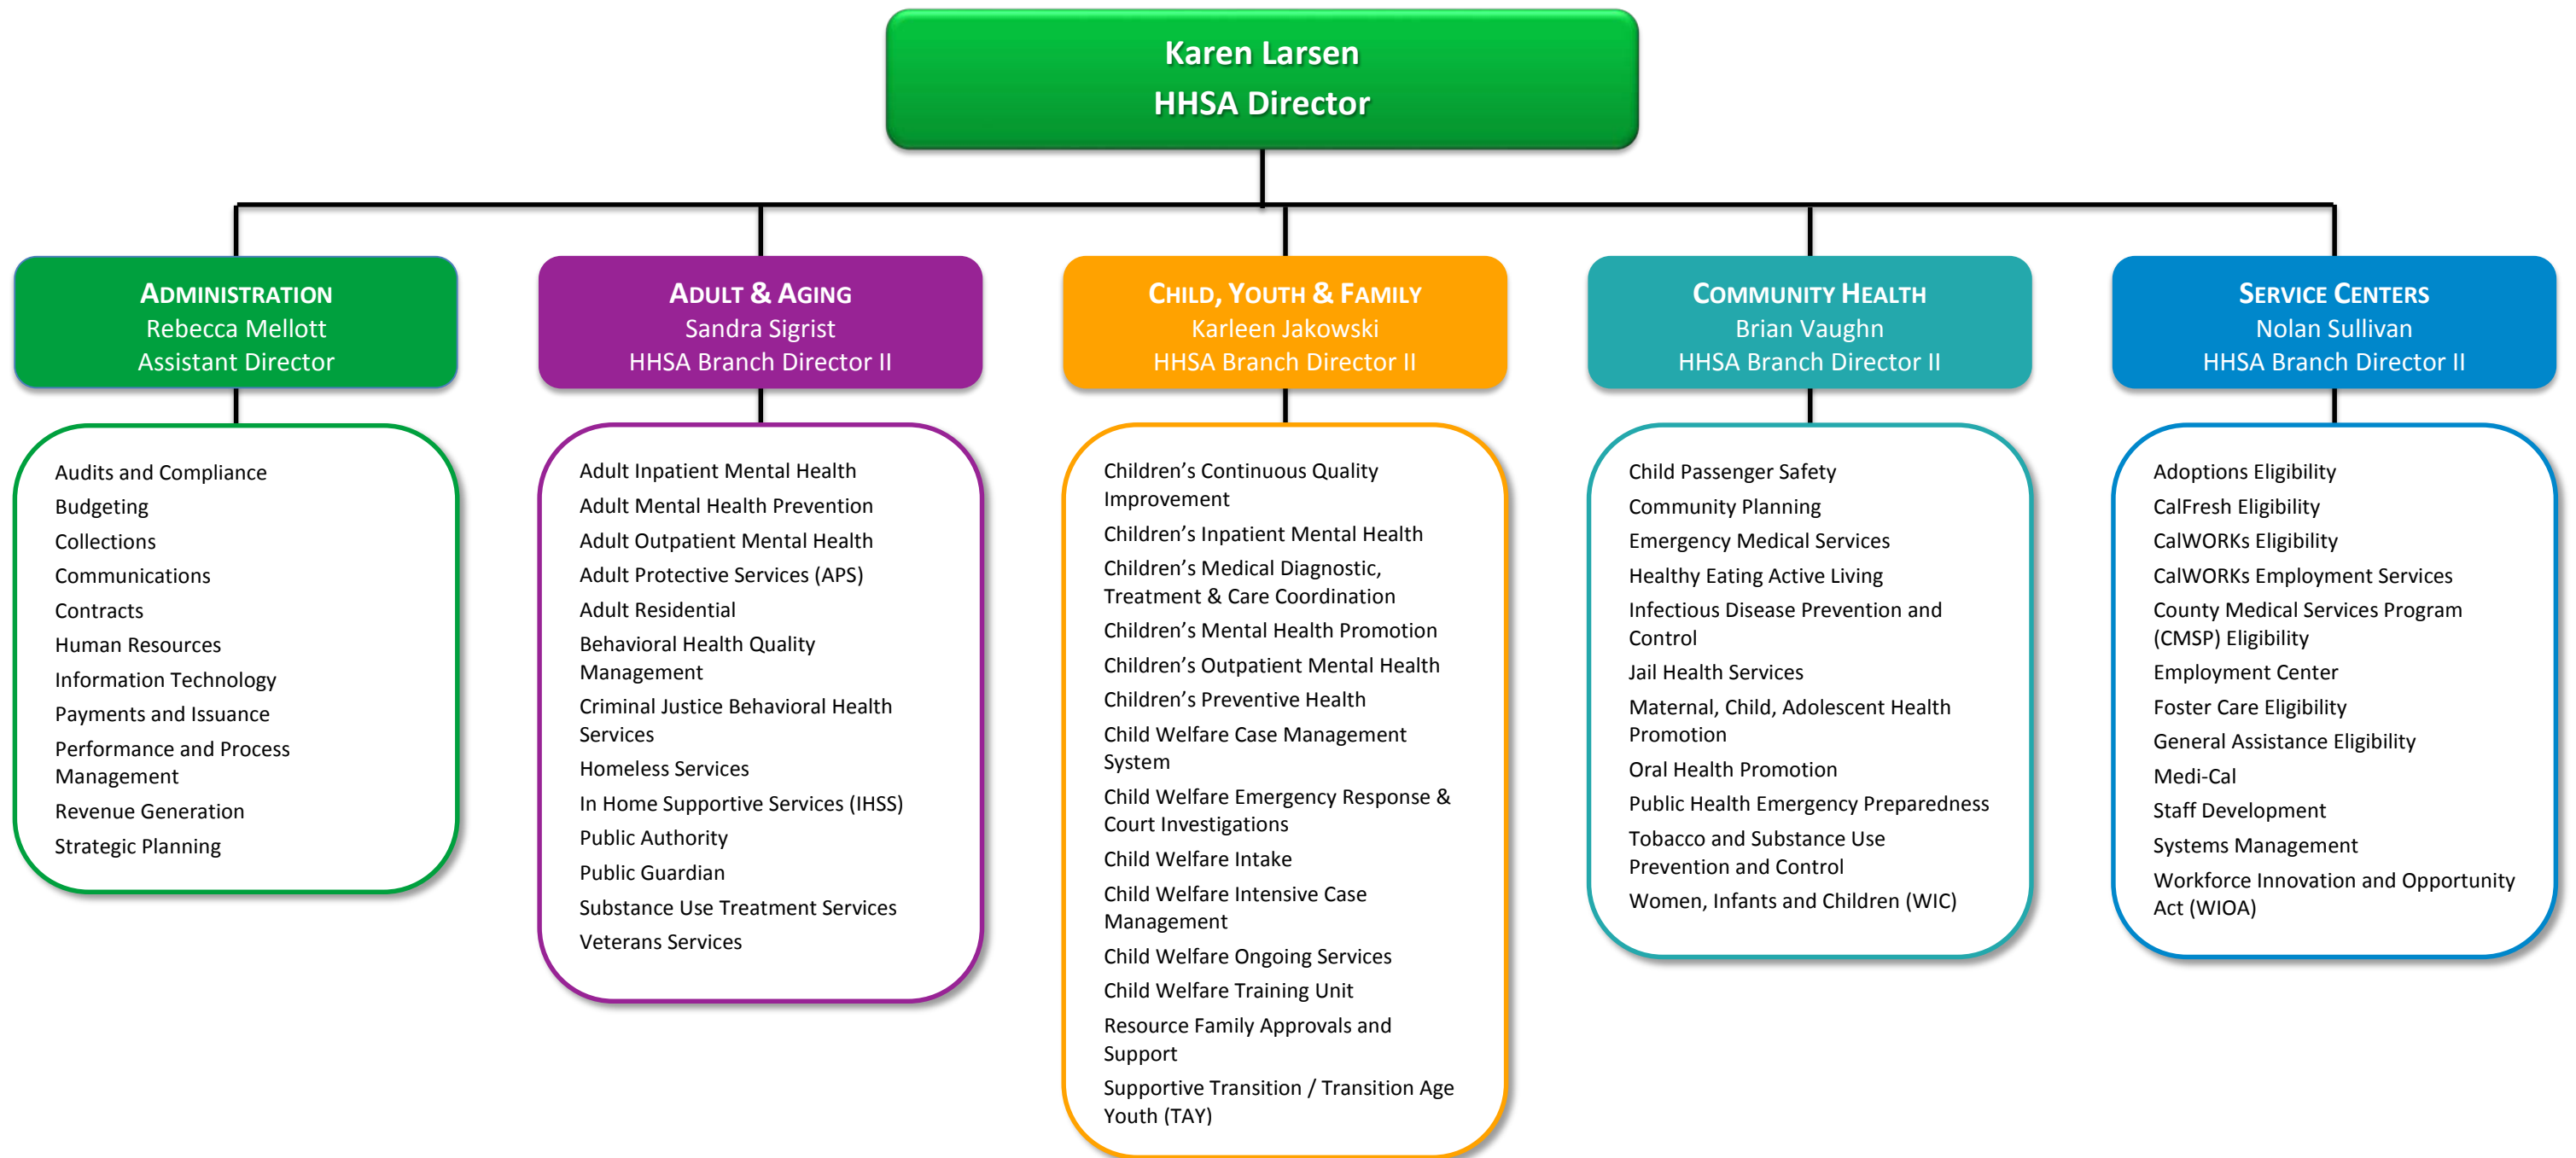 Karen Larsen
HHSA Director
ADMINISTRATION
Rebecca Mellott
Assistant Director
Audits and Compliance
Budgeting
Collections
Communications
Contracts
Human Resources
Information Technology
Payments and Issuance
Performance and Process
Management
Revenue Generation
Strategic Planning
ADULT & AGING
Sandra Sigrist
HHSA Branch Director II
Adult Inpatient Mental Health
Adult Mental Health Prevention
Adult Outpatient Mental Health
Adult Protective Services (APS)
Adult Residential
Behavioral Health Quality
Management
Criminal Justice Behavioral Health
Services
Homeless Services
In Home Supportive Services (IHSS)
Public Authority
Public Guardian
Substance Use Treatment Services
Veterans Services
CHILD, YOUTH & FAMILY
Karleen Jakowski
HHSA Branch Director II
Children’s Continuous Quality
Improvement
Children’s Inpatient Mental Health
Children’s Medical Diagnostic,
Treatment & Care Coordination
Children’s Mental Health Promotion
Children’s Outpatient Mental Health
Children’s Preventive Health
Child Welfare Case Management
System
Child Welfare Emergency Response &
Court Investigations
Child Welfare Intake
Child Welfare Intensive Case
Management
Child Welfare Ongoing Services
Child Welfare Training Unit
Resource Family Approvals and
Support
Supportive Transition / Transition Age
Youth (TAY)
COMMUNITY HEALTH
Brian Vaughn
HHSA Branch Director II
Child Passenger Safety
Community Planning
Emergency Medical Services
Healthy Eating Active Living
Infectious Disease Prevention and
Control
Jail Health Services
Maternal, Child, Adolescent Health
Promotion
Oral Health Promotion
Public Health Emergency Preparedness
Tobacco and Substance Use
Prevention and Control
Women, Infants and Children (WIC)
SERVICE CENTERS
Nolan Sullivan
HHSA Branch Director II
Adoptions Eligibility
CalFresh Eligibility
CalWORKs Eligibility
CalWORKs Employment Services
County Medical Services Program
(CMSP) Eligibility
Employment Center
Foster Care Eligibility
General Assistance Eligibility
Medi-Cal
Staff Development
Systems Management
Workforce Innovation and Opportunity
Act (WIOA)